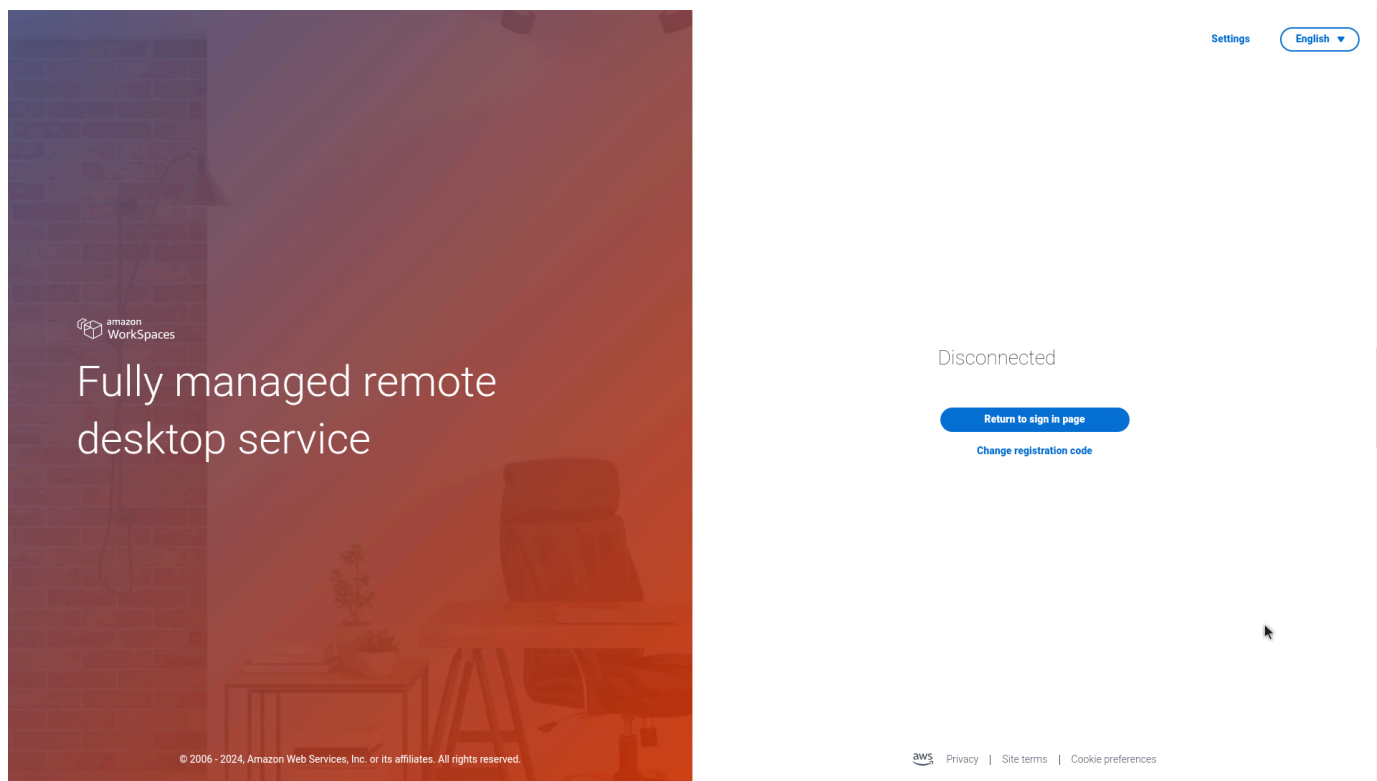 amazon
WorkSpaces
Fully managed remote
desktop service
© 2006 - 2024, Amazon Web Services, Inc. or its affiliates. All rights reserved.
Settings
English
Disconnected
Return to sign in page
Change registration code
aws Privacy | Site terms | Cookie preferences